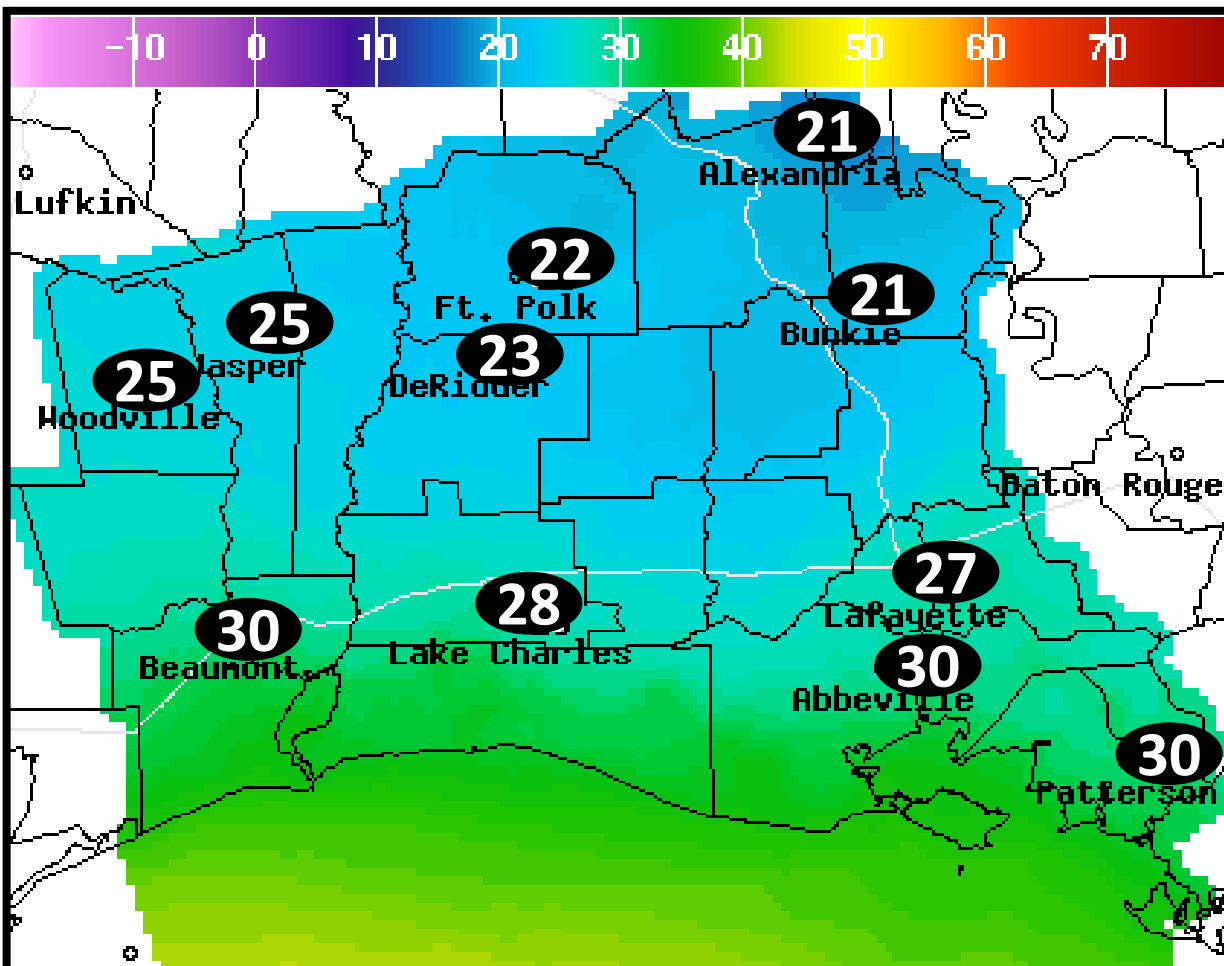 -10 0 10 20 30 40 50 60 70
21
Alexandria
Lufkin
22
Ft. Polk
21
Bunkie
25
Jasper
23
DeRidder
25
Woodville
Baton Rouge
27
Lafayette
28
Lake Charles
30
Beaumont
30
Abbeville
30
Patterson